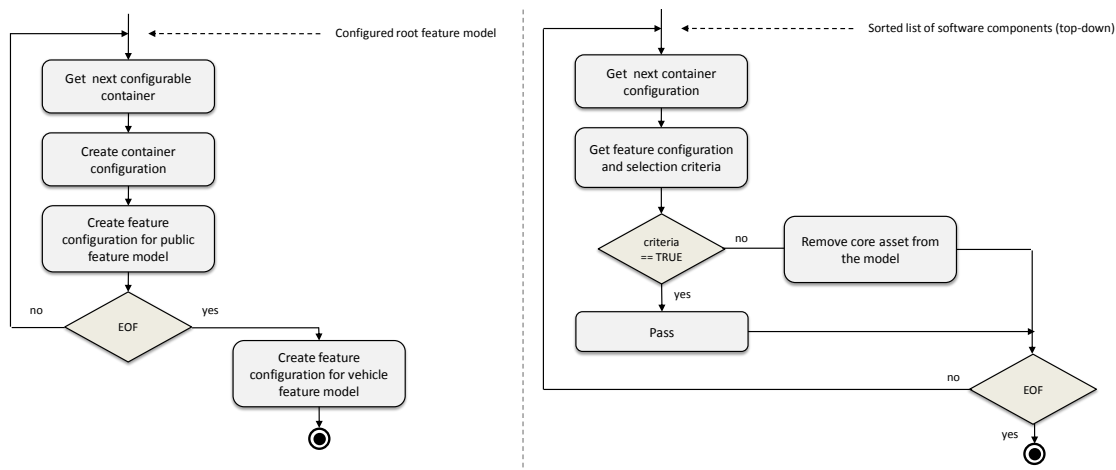 Configured root feature model
Get next configurable
container
Create container
configuration
Create feature
configuration for public
feature model
no
EOF
yes
Create feature
configuration for vehicle
feature model
Sorted list of software components (top-down)
Get next container
configuration
Get feature configuration
and selection criteria
criteria
== TRUE
no
Remove core asset from
the model
yes
Pass
no
EOF
yes